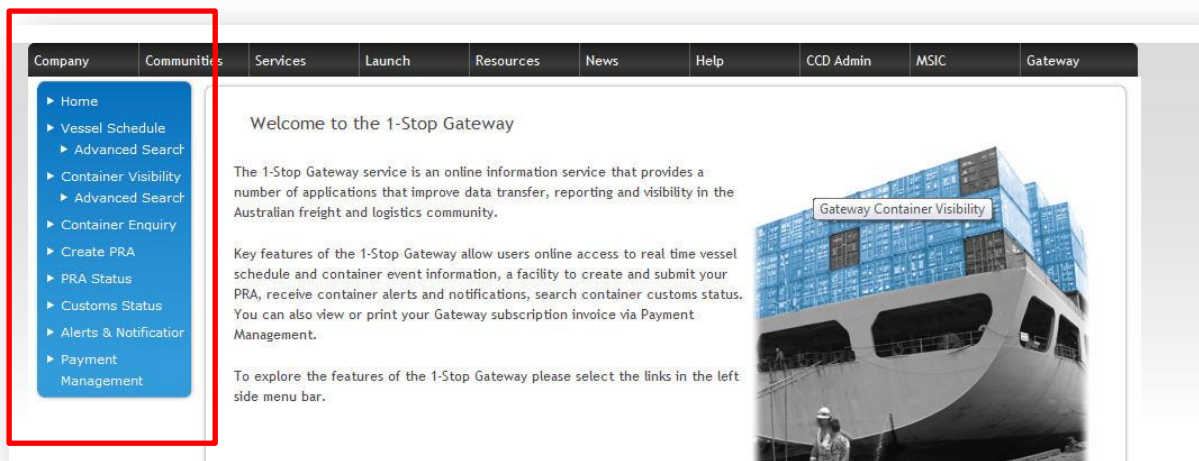 Company Communities Services Launch Resources News Help CCD Admin MSIC Gateway
Home
Vessel Schedule
Advanced Search
Container Visibility
Advanced Search
Container Enquiry
Create PRA
PRA Status
Customs Status
Alerts & Notification
Payment
Management
Welcome to the 1-Stop Gateway
The 1-Stop Gateway service is an online information service that provides a
number of applications that improve data transfer, reporting and visibility in the
Australian freight and logistics community.
Key features of the 1-Stop Gateway allow users online access to real time vessel
schedule and container event information, a facility to create and submit your
PRA, receive container alerts and notifications, search container customs status.
You can also view or print your Gateway subscription invoice via Payment
Management.
To explore the features of the 1-Stop Gateway please select the links in the left
side menu bar.
Gateway Container Visibility